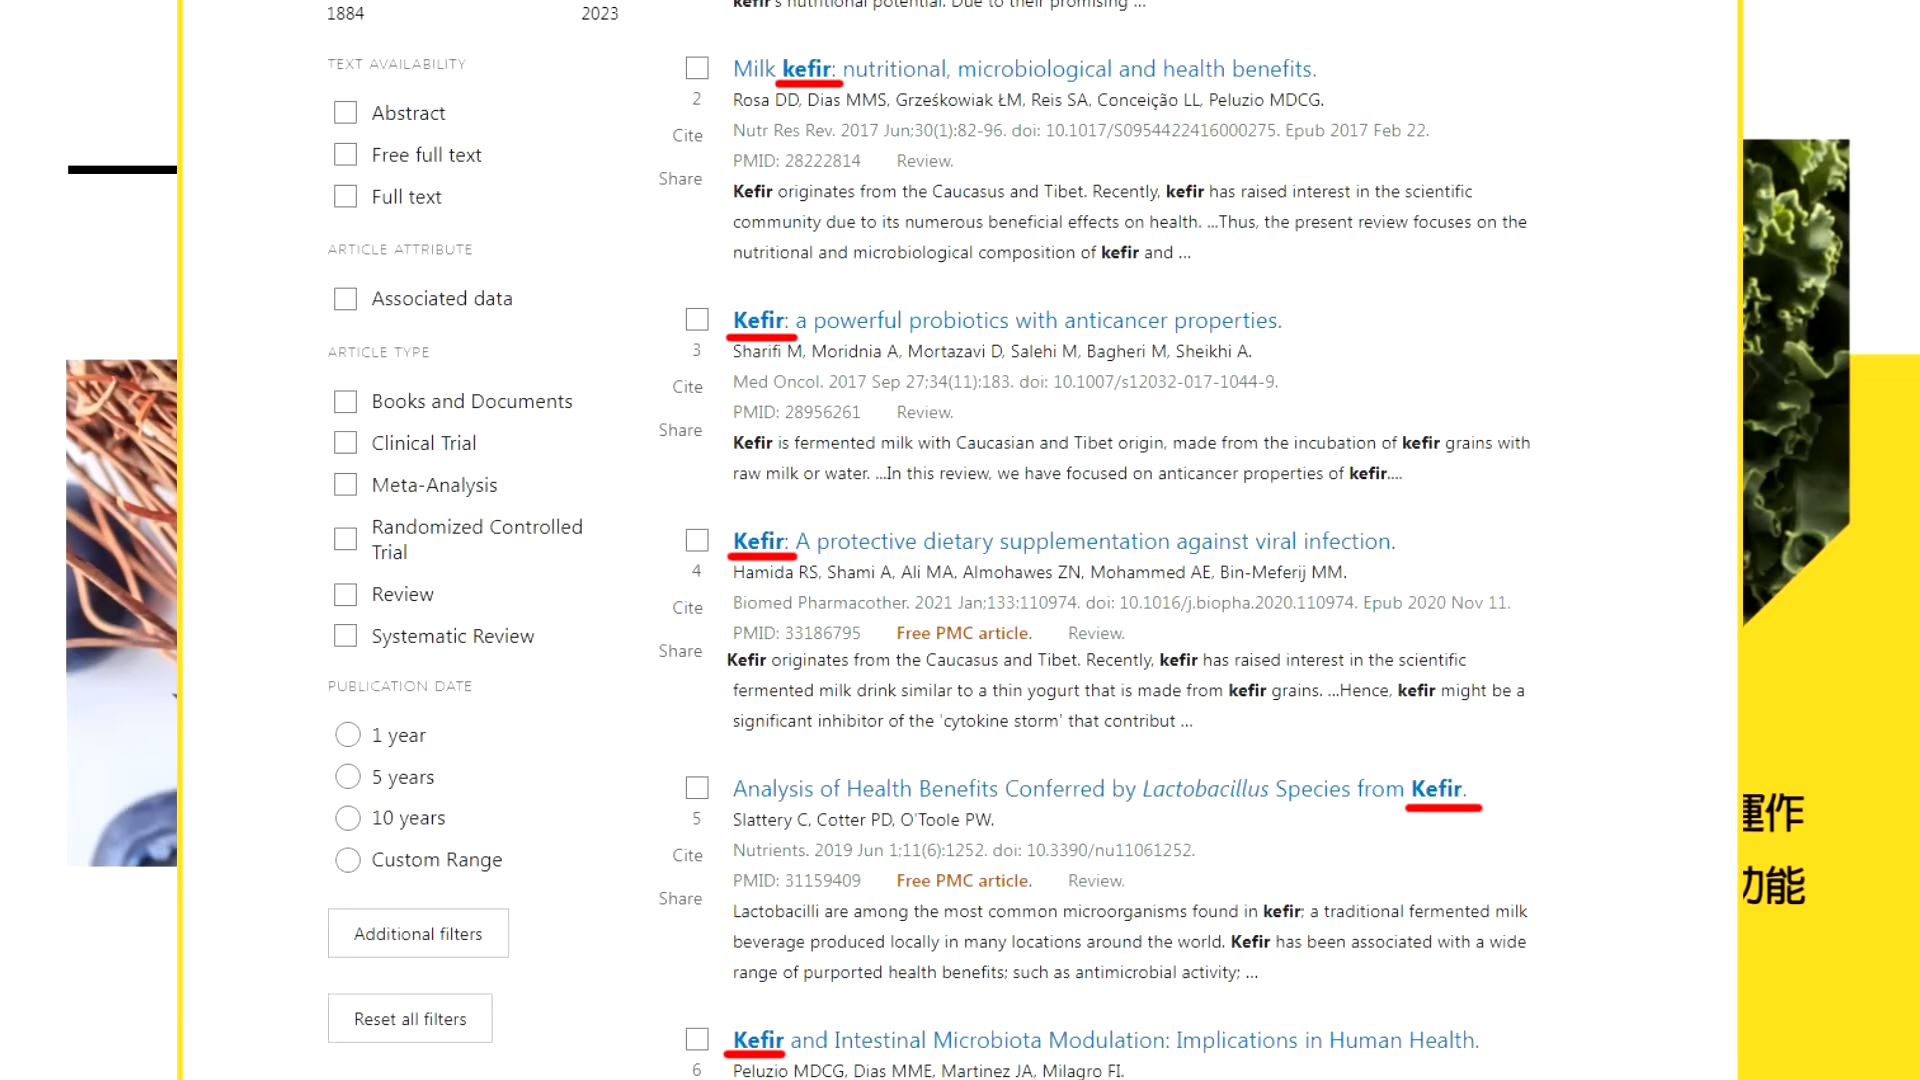 1884 2023
TEXT AVAILABILITY
Abstract
Free full text
Full text
ARTICLE ATTRIBUTE
Associated data
ARTICLE TYPE
Books and Documents
Clinical Trial
Meta-Analysis
Randomized Controlled
Trial
Review
Systematic Review
PUBLICATION DATE
1 year
5 years
10 years
Custom Range
Additional filters
Reset all filters
kefir's nutritional potential. Due to their promising ...
Milk kefir: nutritional, microbiological and health benefits.
2
Rosa DD, Dias MMS, Grześkowiak ŁM, Reis SA, Conceição LL, Peluzio MDCG.
Cite
Nutr Res Rev. 2017 Jun;30(1):82-96. doi: 10.1017/S0954422416000275. Epub 2017 Feb 22.
PMID: 28222814 Review.
Share
Kefir originates from the Caucasus and Tibet. Recently, kefir has raised interest in the scientific
community due to its numerous beneficial effects on health. ...Thus, the present review focuses on the
nutritional and microbiological composition of kefir and ...
Kefir: a powerful probiotics with anticancer properties.
3
Sharifi M, Moridnia A, Mortazavi D, Salehi M, Bagheri M, Sheikhi A.
Cite
Med Oncol. 2017 Sep 27;34(11):183. doi: 10.1007/s12032-017-1044-9.
PMID: 28956261 Review.
Share
Kefir is fermented milk with Caucasian and Tibet origin, made from the incubation of kefir grains with
raw milk or water. ...In this review, we have focused on anticancer properties of kefir....
Kefir: A protective dietary supplementation against viral infection.
4
Hamida RS, Shami A, Ali MA, Almohawes ZN, Mohammed AE, Bin-Meferij MM.
Cite
Biomed Pharmacother. 2021 Jan;133:110974. doi: 10.1016/j.biopha.2020.110974. Epub 2020 Nov 11.
PMID: 33186795 Free PMC article. Review.
Share
Kefir originates from the Caucasus and Tibet. Recently, kefir has raised interest in the scientific
fermented milk drink similar to a thin yogurt that is made from kefir grains. ...Hence, kefir might be a
significant inhibitor of the 'cytokine storm' that contribut ...
Analysis of Health Benefits Conferred by Lactobacillus Species from Kefir.
5
Slattery C, Cotter PD, O'Toole PW.
Cite
Nutrients. 2019 Jun 1;11(6):1252. doi: 10.3390/nu11061252.
PMID: 31159409 Free PMC article. Review.
Share
Lactobacilli are among the most common microorganisms found in kefir; a traditional fermented milk
beverage produced locally in many locations around the world. Kefir has been associated with a wide
range of purported health benefits; such as antimicrobial activity; ...
Kefir and Intestinal Microbiota Modulation: Implications in Human Health.
6
Peluzio MDCG, Dias MME, Martinez JA, Milagro FI.
運作
功能